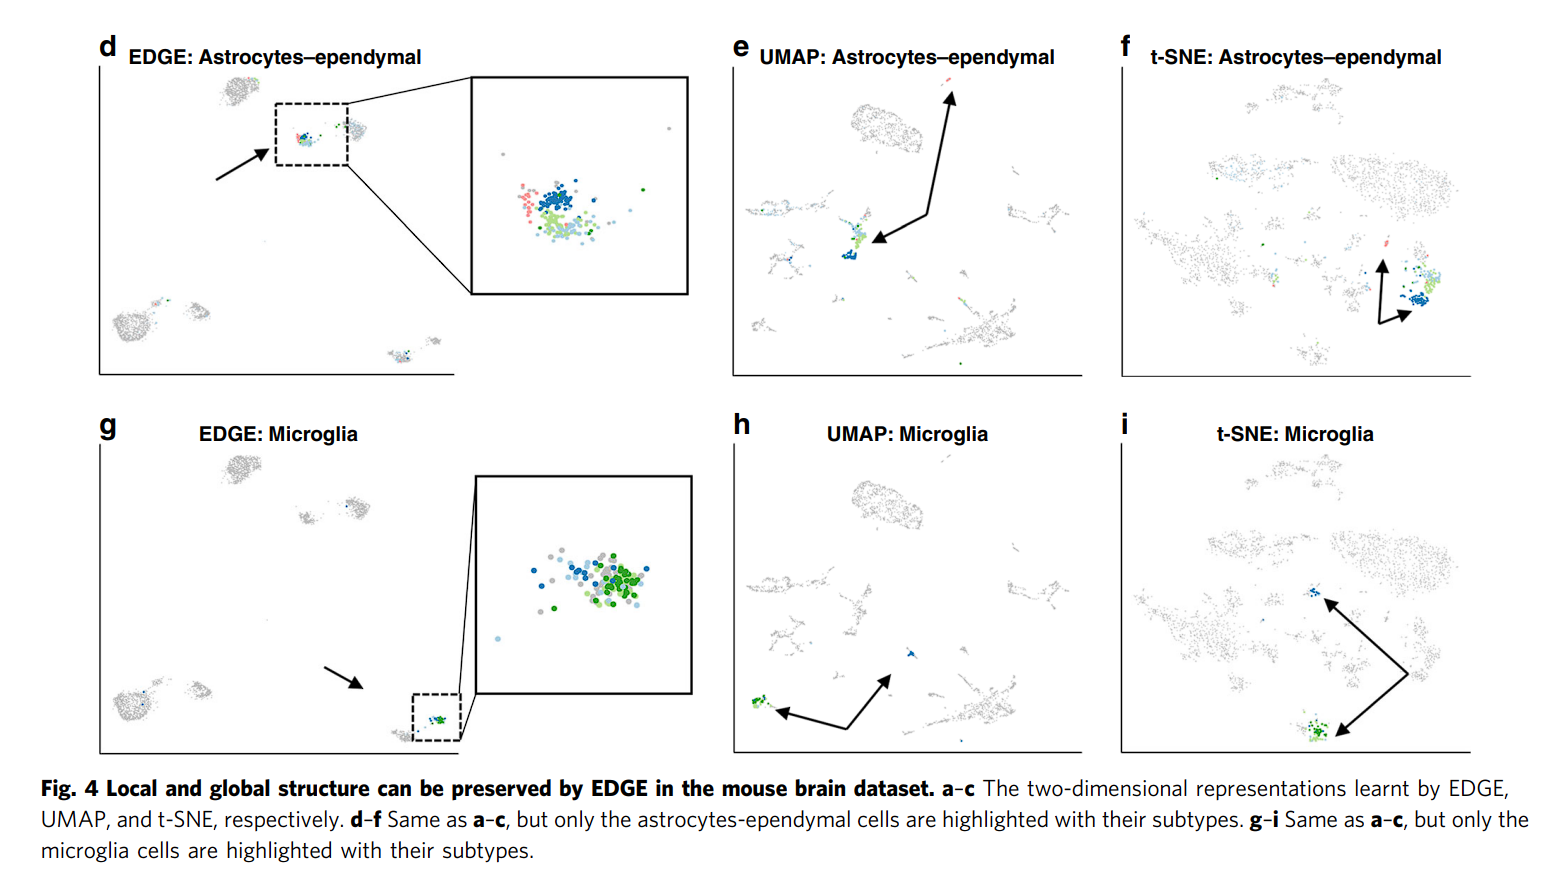 d EDGE: Astrocytes–ependymal
e UMAP: Astrocytes–ependymal
f t-SNE: Astrocytes–ependymal
g EDGE: Microglia
h UMAP: Microglia
i t-SNE: Microglia
Fig. 4 Local and global structure can be preserved by EDGE in the mouse brain dataset. a–c The two-dimensional representations learnt by EDGE,
UMAP, and t-SNE, respectively. d–f Same as a–c, but only the astrocytes-ependymal cells are highlighted with their subtypes. g–i Same as a–c, but only the
microglia cells are highlighted with their subtypes.